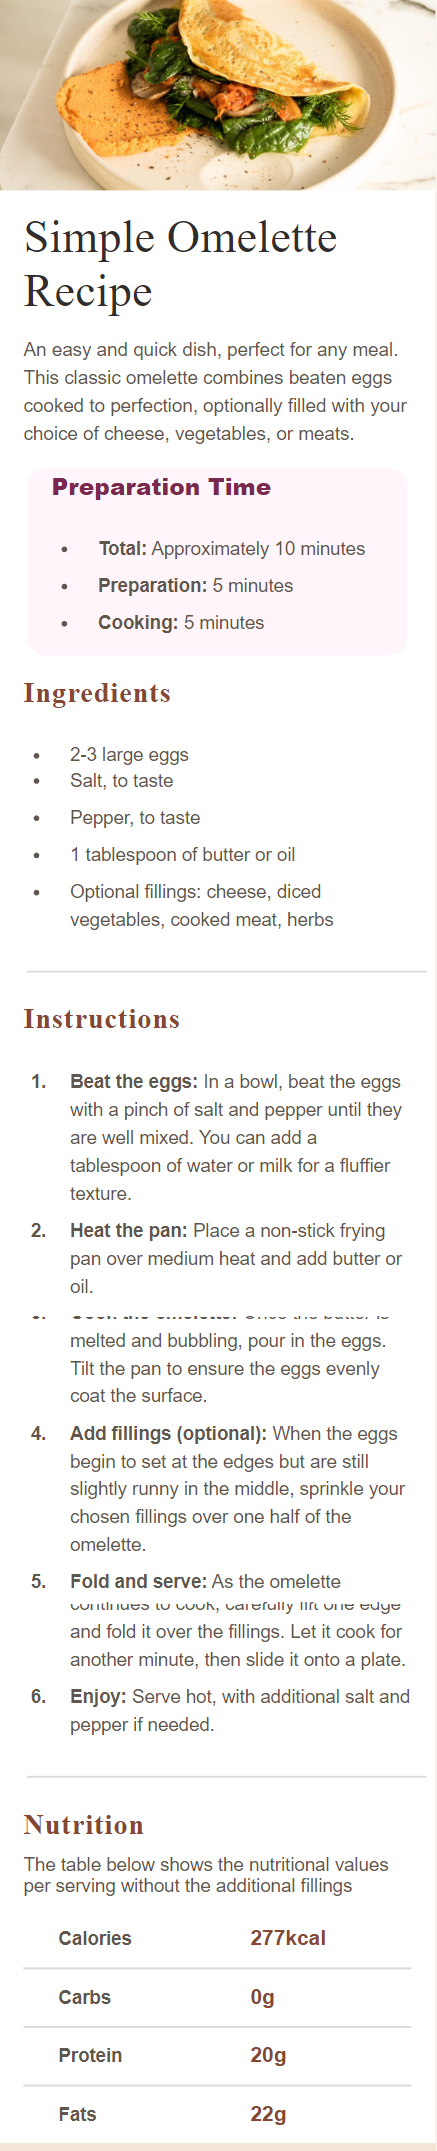 Simple Omelette
Recipe
An easy and quick dish, perfect for any meal.
This classic omelette combines beaten eggs
cooked to perfection, optionally filled with your
choice of cheese, vegetables, or meats.
Preparation Time
• Total: Approximately 10 minutes
• Preparation: 5 minutes
• Cooking: 5 minutes
Ingredients
• 2-3 large eggs
• Salt, to taste
• Pepper, to taste
• 1 tablespoon of butter or oil
• Optional fillings: cheese, diced
vegetables, cooked meat, herbs
Instructions
1. Beat the eggs: In a bowl, beat the eggs
with a pinch of salt and pepper until they
are well mixed. You can add a
tablespoon of water or milk for a fluffier
texture.
2. Heat the pan: Place a non-stick frying
pan over medium heat and add butter or
oil.
melted and bubbling, pour in the eggs.
Tilt the pan to ensure the eggs evenly
coat the surface.
4. Add fillings (optional): When the eggs
begin to set at the edges but are still
slightly runny in the middle, sprinkle your
chosen fillings over one half of the
omelette.
5. Fold and serve: As the omelette
continues to cook, carefully lift one edge
and fold it over the fillings. Let it cook for
another minute, then slide it onto a plate.
6. Enjoy: Serve hot, with additional salt and
pepper if needed.
Nutrition
The table below shows the nutritional values
per serving without the additional fillings
Calories 277kcal
Carbs 0g
Protein 20g
Fats 22g